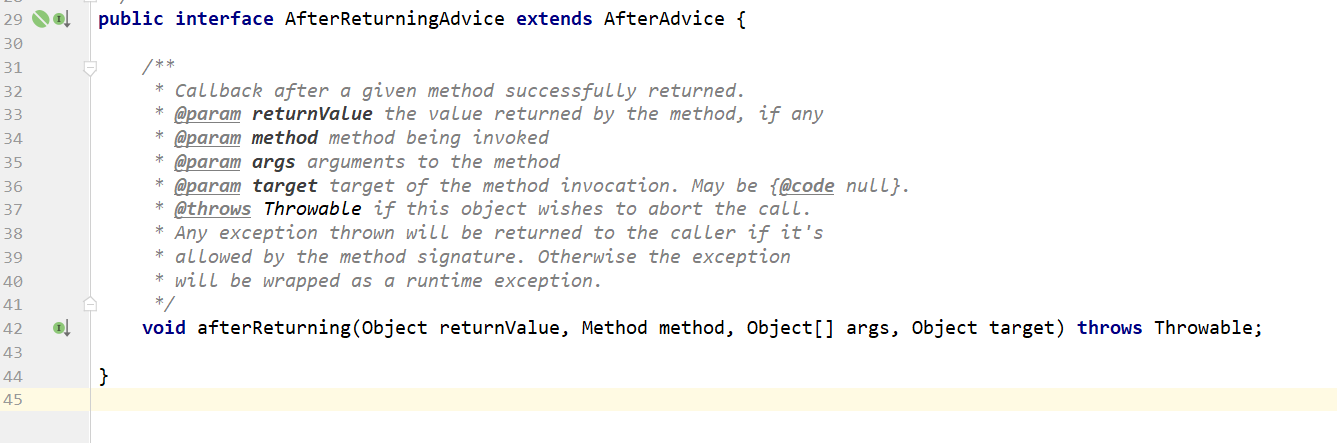 29 public interface AfterReturningAdvice extends AfterAdvice {
30
31 /**
32 * Callback after a given method successfully returned.
33 * @param returnValue the value returned by the method, if any
34 * @param method method being invoked
35 * @param args arguments to the method
36 * @param target target of the method invocation. May be {@code null}.
37 * @throws Throwable if this object wishes to abort the call.
38 * Any exception thrown will be returned to the caller if it's
39 * allowed by the method signature. Otherwise the exception
40 * will be wrapped as a runtime exception.
41 */
42 void afterReturning(Object returnValue, Method method, Object[] args, Object target) throws Throwable;
43
44 }
45